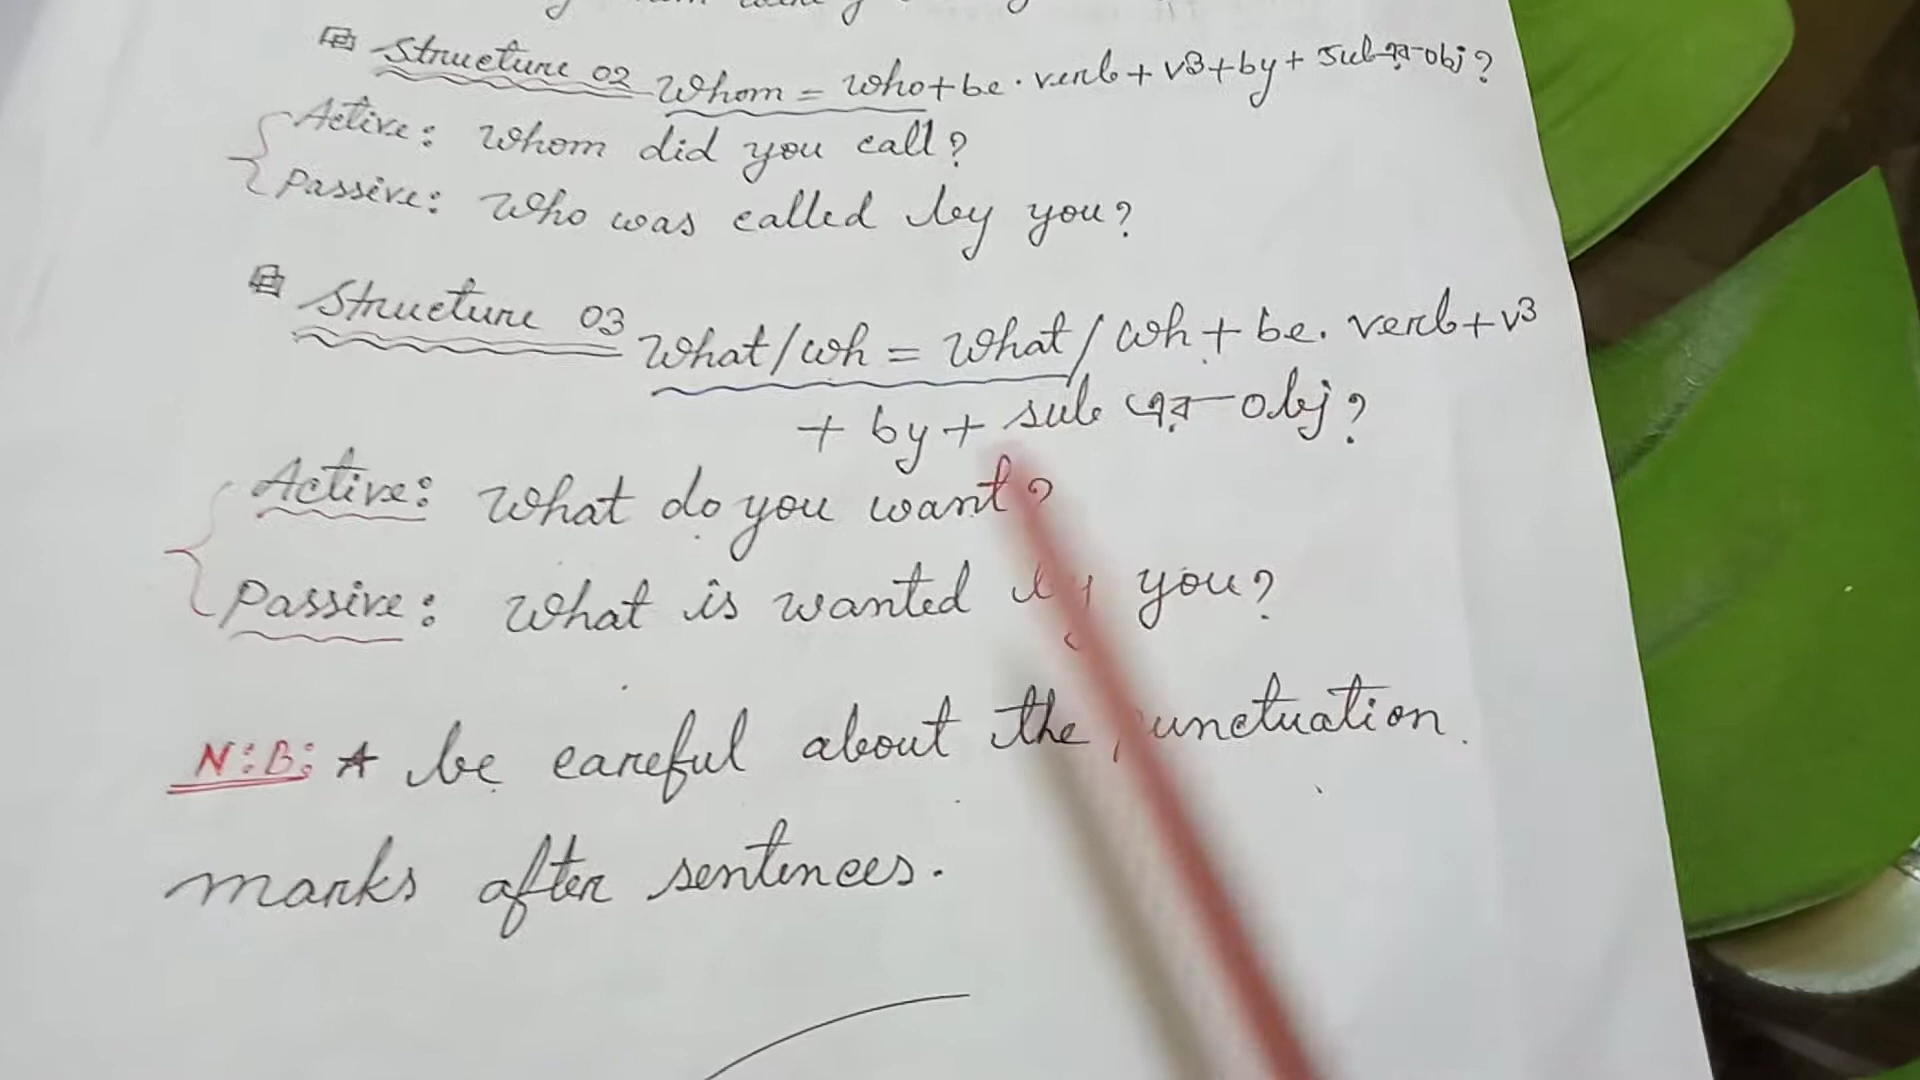 Structure 02 Whom = who+be. verb + v3+by+ sub এর obj?
Active: Whom did you call?
Passive: Who was called by you?
Structure 03 What/wh = What/wh + be. verb+v3
+ by + sub এর obj?
Active: What do you want?
Passive: What is wanted by you?
N:B: ★ be careful about the punctuation
marks after sentences.